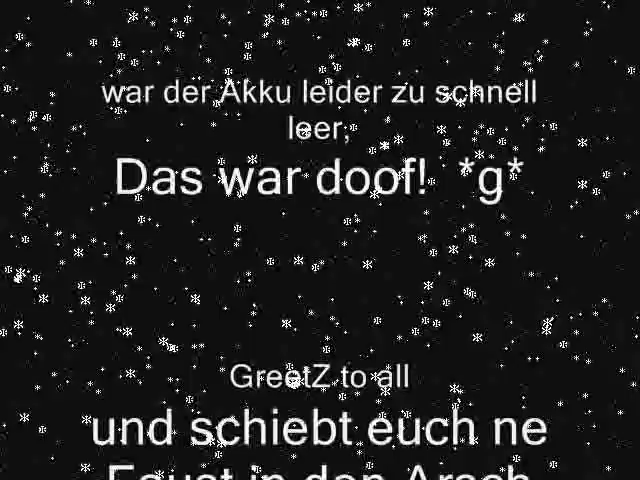 war der Akku leider zu schnell
leer,
Das war doof!  *g*
GreetZ to all
und schiebt euch ne
Faust in den Arsch